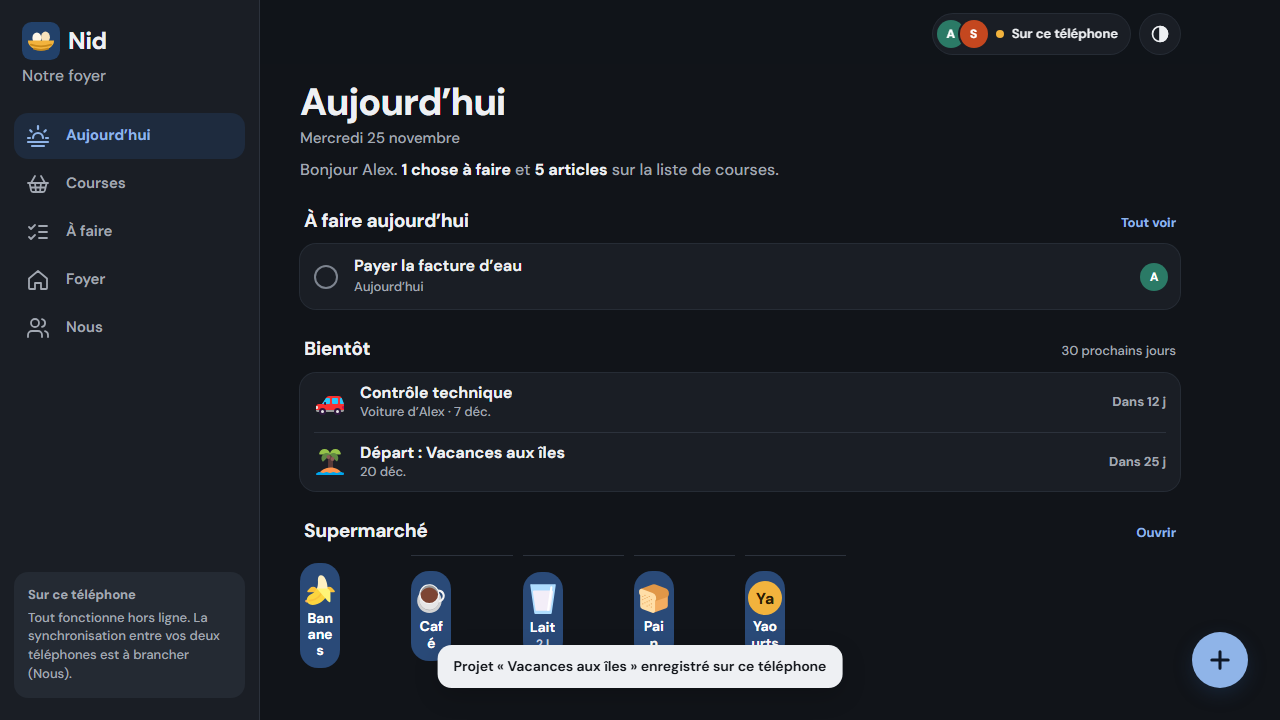 Nid
Notre foyer
Aujourd’hui
Courses
À faire
Foyer
Nous
Sur ce téléphone
Tout fonctionne hors ligne. La
synchronisation entre vos deux
téléphones est à brancher
(Nous).
A
S
Sur ce téléphone
Aujourd’hui
Mercredi 25 novembre
Bonjour Alex. 1 chose à faire et 5 articles sur la liste de courses.
À faire aujourd’hui
Tout voir
Payer la facture d’eau
Aujourd’hui
A
Bientôt
30 prochains jours
Contrôle technique
Voiture d’Alex · 7 déc.
Dans 12 j
Départ : Vacances aux îles
20 déc.
Dans 25 j
Supermarché
Ouvrir
Ban
ane
s
Caf
é
Lait
2 l
Pai
n
Ya
Yao
urts
Projet « Vacances aux îles » enregistré sur ce téléphone